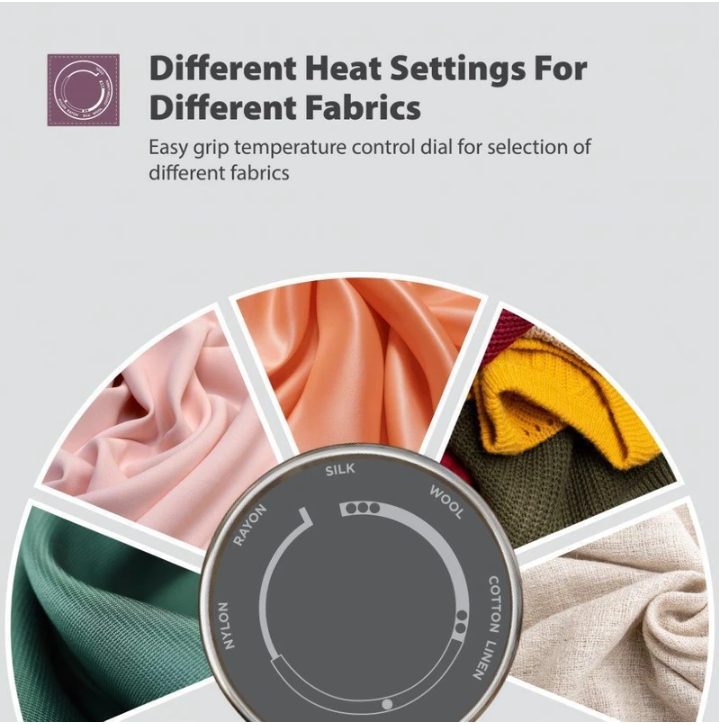 Different Heat Settings For
Different Fabrics
Easy grip temperature control dial for selection of
different fabrics
SILK
WOOL
RAYON
COTTON LINEN
NYLON